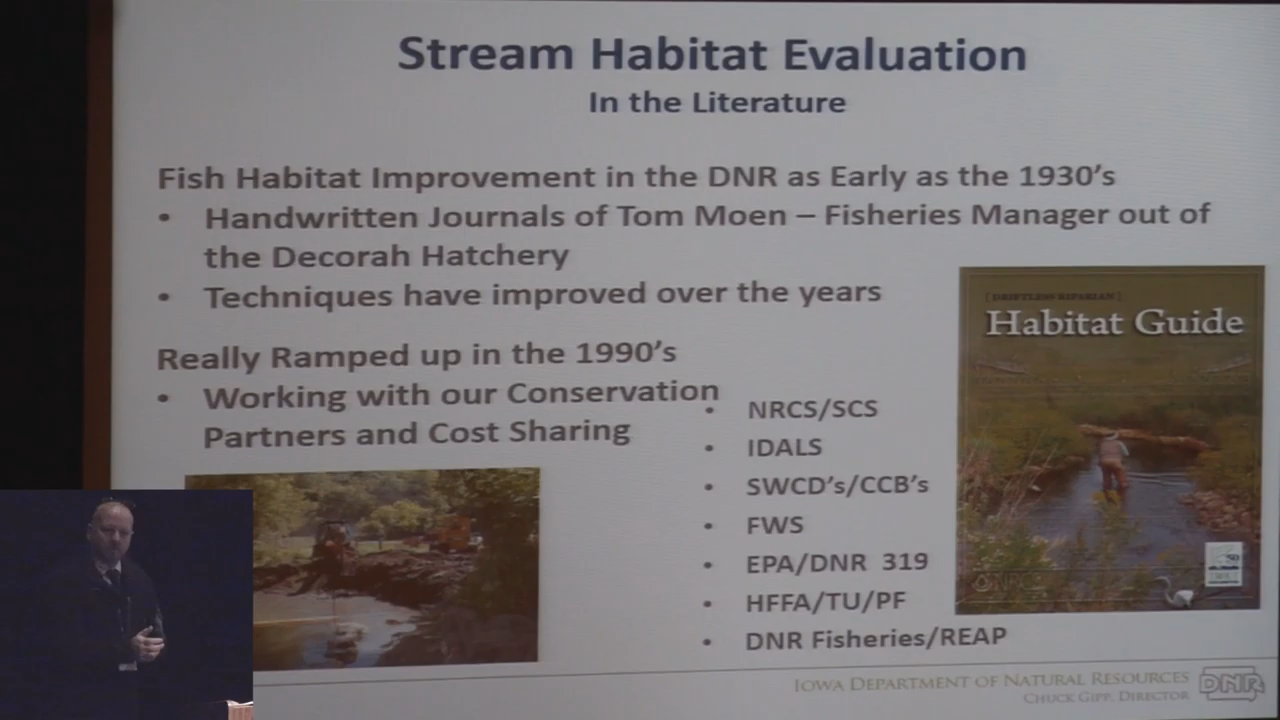 Stream Habitat Evaluation
In the Literature
Fish Habitat Improvement in the DNR as Early as the 1930's
• Handwritten Journals of Tom Moen – Fisheries Manager out of
the Decorah Hatchery
• Techniques have improved over the years
Really Ramped up in the 1990's
• Working with our Conservation
Partners and Cost Sharing
• NRCS/SCS
• IDALS
• SWCD's/CCB's
• FWS
• EPA/DNR 319
• HFFA/TU/PF
• DNR Fisheries/REAP
[ DRIFTLESS RIPARIAN ]
Habitat Guide
NRCS
50
IOWA DEPARTMENT OF NATURAL RESOURCES
CHUCK GIPP, DIRECTOR
DNR